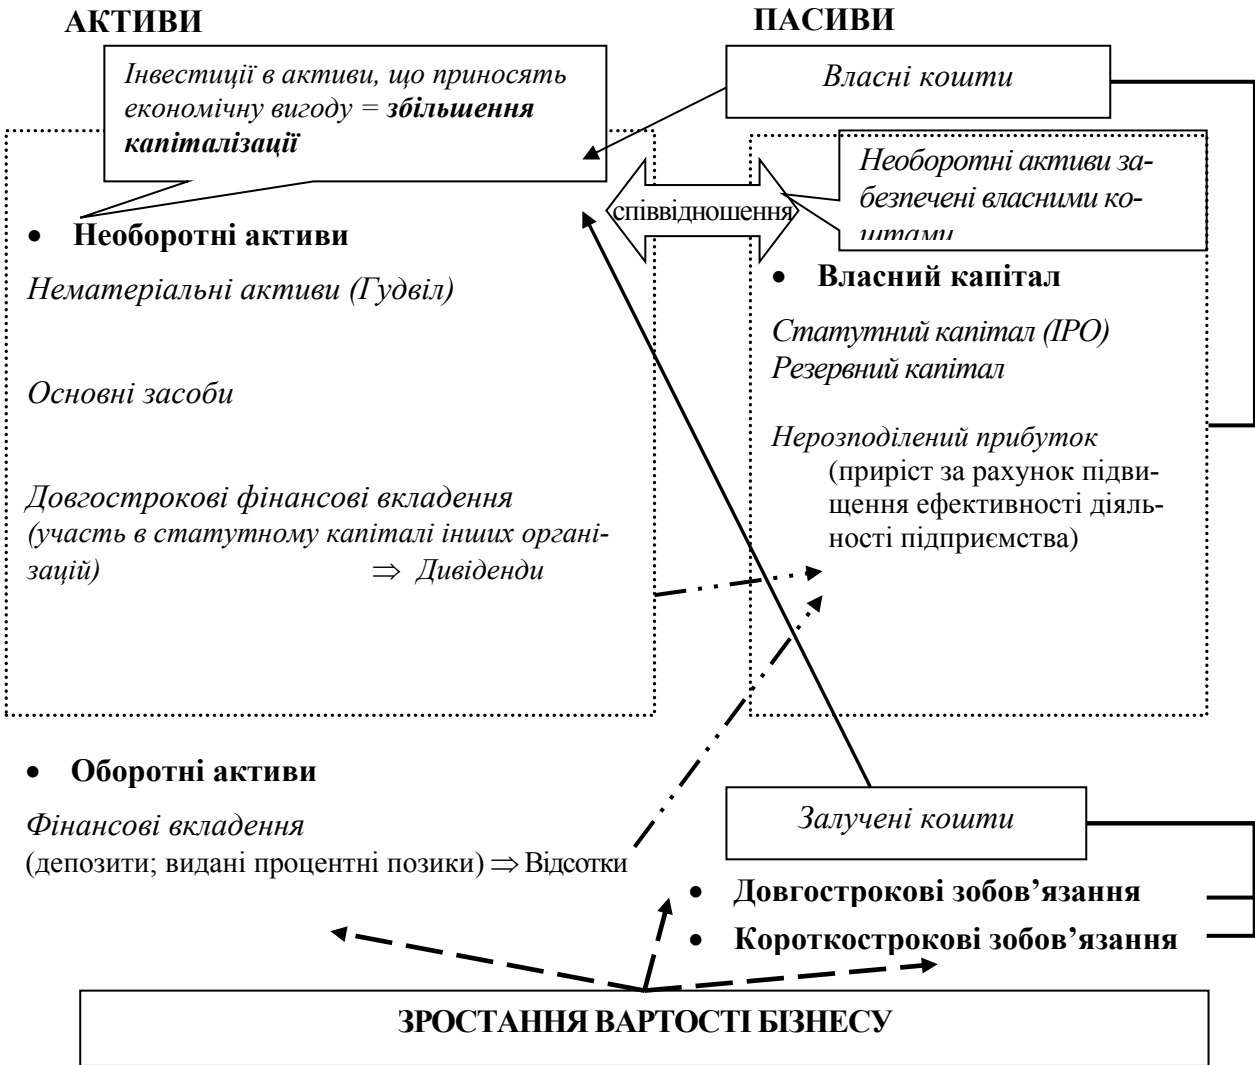 АКТИВИ
ПАСИВИ
Інвестиції в активи, що приносять
економічну вигоду = збільшення
капіталізації
Власні кошти
Необоротні активи за-
безпечені власними ко-
штами
співвідношення
• Необоротні активи
Нематеріальні активи (Гудвіл)
Основні засоби
Довгострокові фінансові вкладення
(участь в статутному капіталі інших органі-
зацій) ⇒ Дивіденди
• Власний капітал
Статутний капітал (IPO)
Резервний капітал
Нерозподілений прибуток
(приріст за рахунок підви-
щення ефективності діяль-
ності підприємства)
• Оборотні активи
Фінансові вкладення
(депозити; видані процентні позики) ⇒ Відсотки
Залучені кошти
• Довгострокові зобов’язання
• Короткострокові зобов’язання
ЗРОСТАННЯ ВАРТОСТІ БІЗНЕСУ